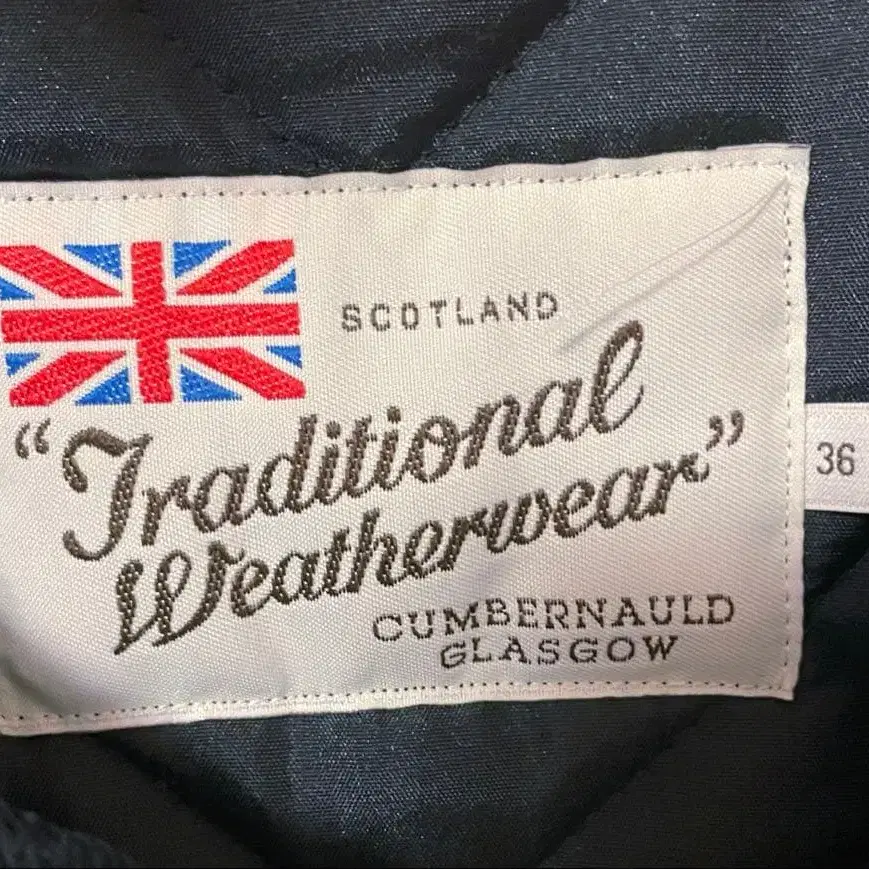 SCOTLAND
“Traditional
Weatherwear”
CUMBERNAULD
GLASGOW
36